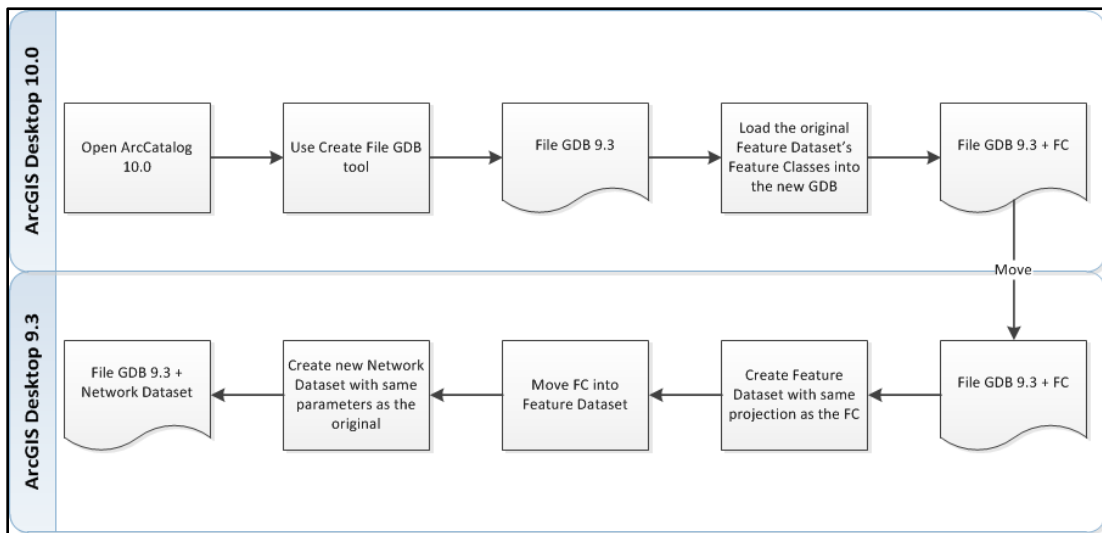 ArcGIS Desktop 10.0
Open ArcCatalog
10.0
Use Create File GDB
tool
File GDB 9.3
Load the original
Feature Dataset's
Feature Classes into
the new GDB
File GDB 9.3 + FC
Move
ArcGIS Desktop 9.3
File GDB 9.3 + FC
Create Feature
Dataset with same
projection as the FC
Move FC into
Feature Dataset
Create new Network
Dataset with same
parameters as the
original
File GDB 9.3 +
Network Dataset